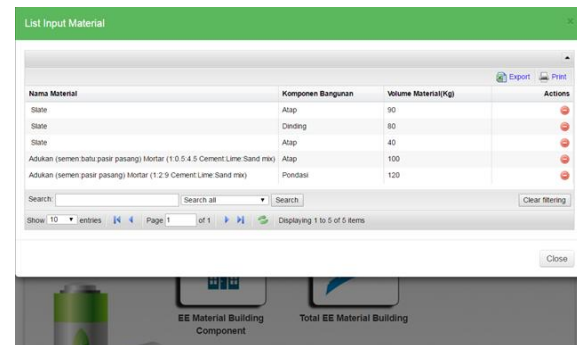 List Input Material
Export Print
Nama Material Komponen Bangunan Volume Material(Kg) Actions
Slate Atap 90
Slate Dinding 80
Slate Atap 40
Adukan (semen:batu:pasir pasang) Mortar (1:0.5:4.5 Cement:Lime:Sand mix) Atap 100
Adukan (semen:pasir pasang) Mortar (1:2:9 Cement:Lime:Sand mix) Pondasi 120
Search: Search all Search Clear filtering
Show 10 entries Page 1 of 1 Displaying 1 to 5 of 5 items
Close
EE Material Building Component
Total EE Material Building